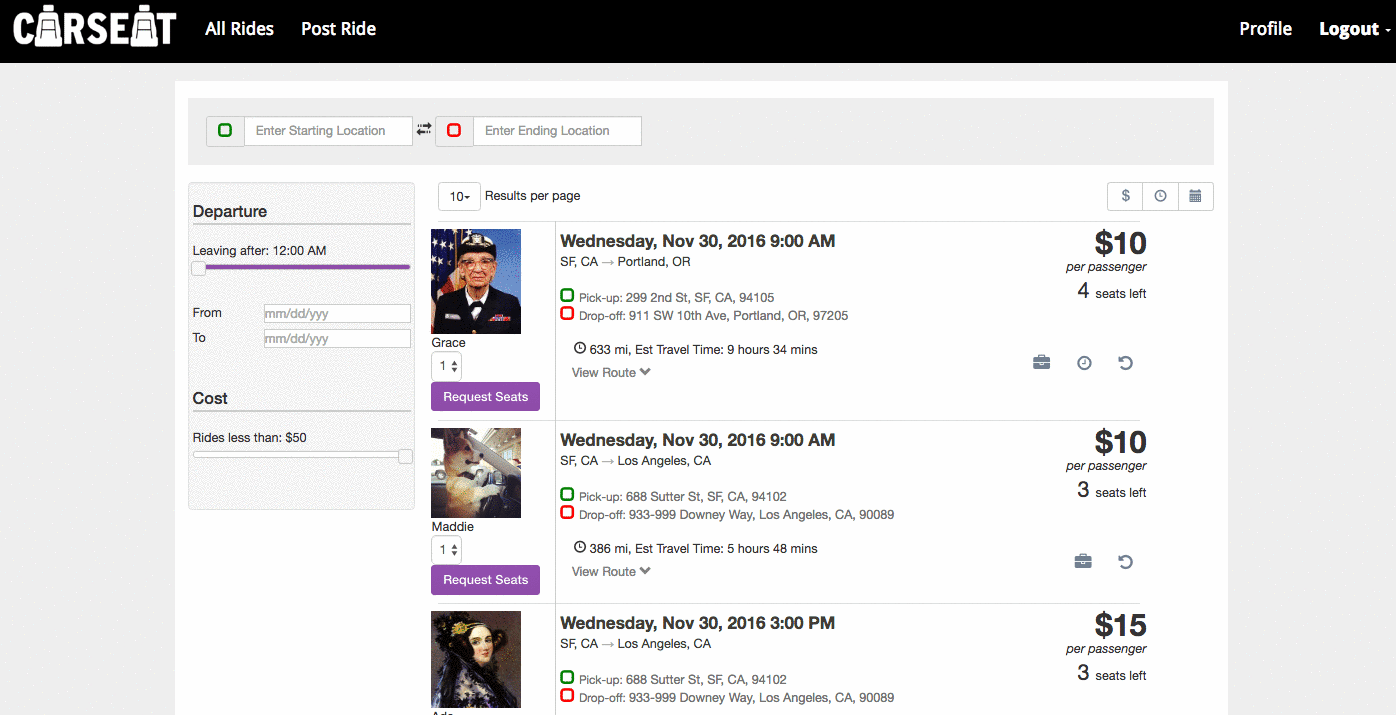 CARSEAT All Rides Post Ride Profile Logout
Enter Starting Location Enter Ending Location
10 Results per page $
Departure
Leaving after: 12:00 AM
From mm/dd/yyy
To mm/dd/yyy
Cost
Rides less than: $50
Wednesday, Nov 30, 2016 9:00 AM $10
SF, CA → Portland, OR per passenger
4 seats left
Pick-up: 299 2nd St, SF, CA, 94105
Drop-off: 911 SW 10th Ave, Portland, OR, 97205
Grace
633 mi, Est Travel Time: 9 hours 34 mins
1
View Route
Request Seats
Wednesday, Nov 30, 2016 9:00 AM $10
SF, CA → Los Angeles, CA per passenger
3 seats left
Pick-up: 688 Sutter St, SF, CA, 94102
Drop-off: 933-999 Downey Way, Los Angeles, CA, 90089
Maddie
386 mi, Est Travel Time: 5 hours 48 mins
1
View Route
Request Seats
Wednesday, Nov 30, 2016 3:00 PM $15
SF, CA → Los Angeles, CA per passenger
3 seats left
Pick-up: 688 Sutter St, SF, CA, 94102
Drop-off: 933-999 Downey Way, Los Angeles, CA, 90089